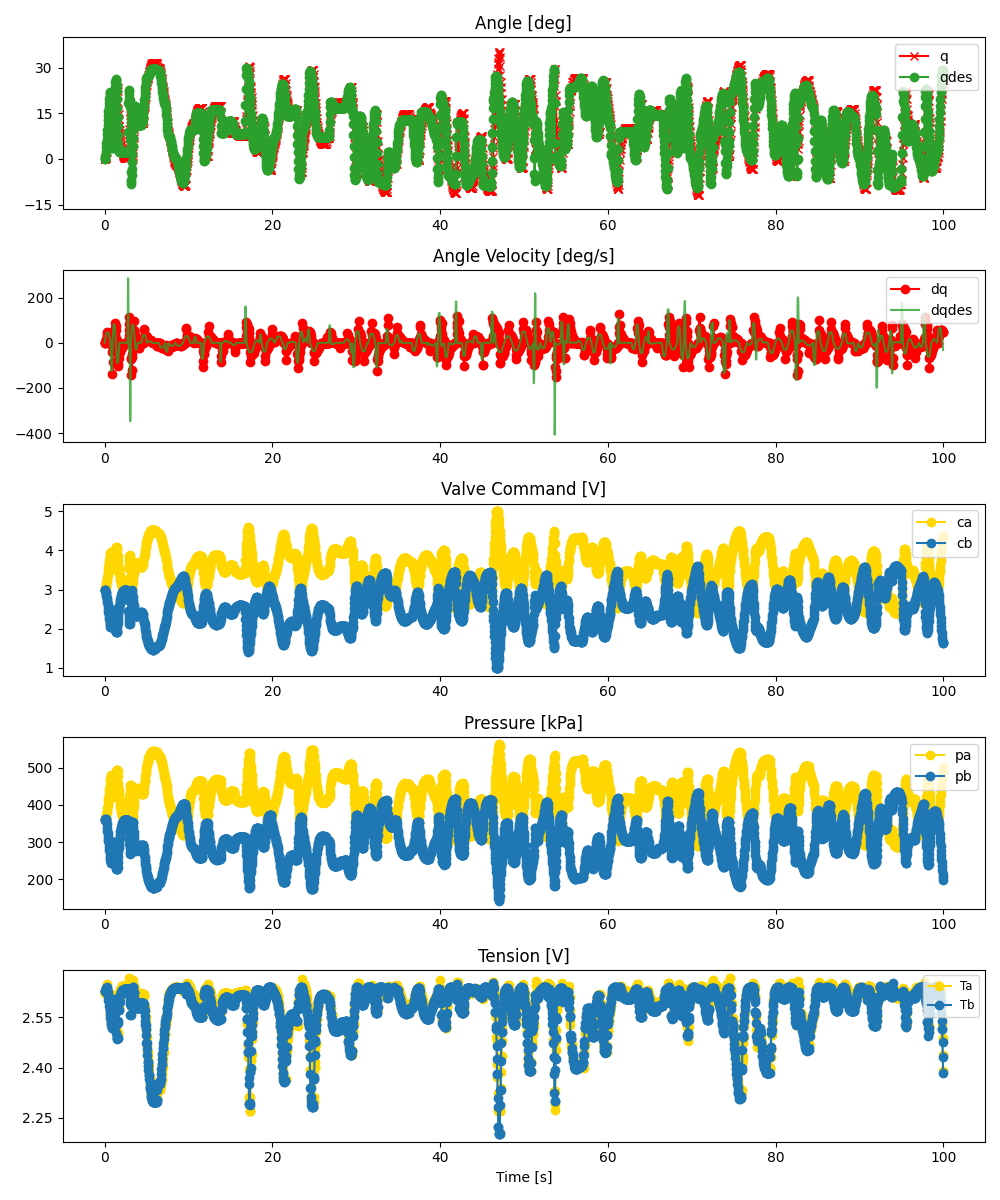 Angle [deg]
30
15
0
−15
q
qdes
0 20 40 60 80 100
Angle Velocity [deg/s]
200
0
−200
−400
dq
dqdes
0 20 40 60 80 100
Valve Command [V]
5
4
3
2
1
ca
cb
0 20 40 60 80 100
Pressure [kPa]
500
400
300
200
pa
pb
0 20 40 60 80 100
Tension [V]
2.55
2.40
2.25
Ta
Tb
0 20 40 60 80 100
Time [s]